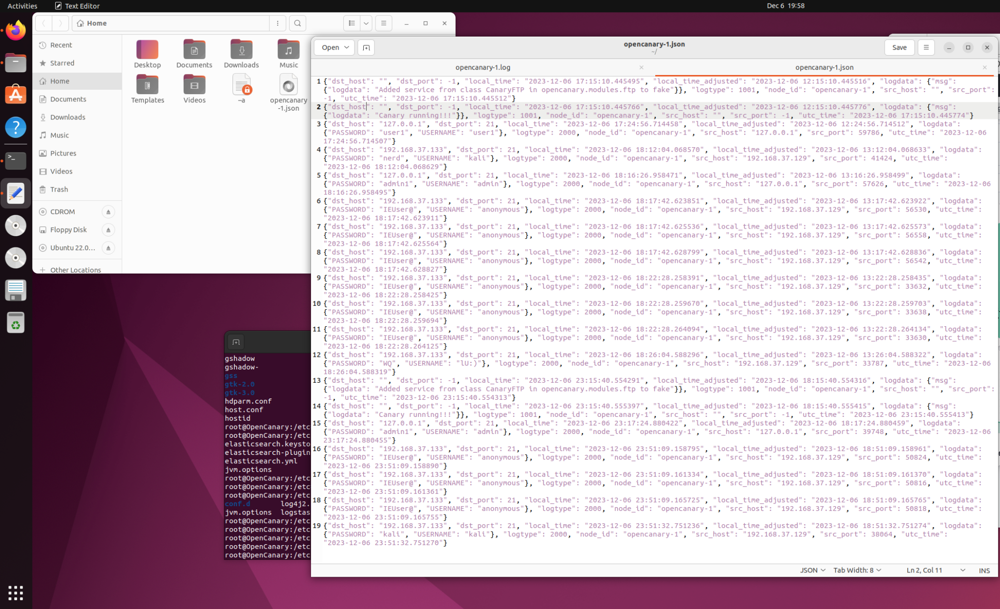 Activities
Text Editor
Dec 6 19:58
Home
Recent
Starred
Home
Documents
Downloads
Music
Pictures
Videos
Trash
CDROM
Floppy Disk
Ubuntu 22.0...
Other Locations
Desktop
Documents
Downloads
Music
Templates
Videos
–a
opencanary
-1.json
gshadow
gshadow-
gss
gtk-2.0
gtk-3.0
hdparm.conf
host.conf
hostid
root@OpenCanary:/etc
root@OpenCanary:/etc
elasticsearch.keysto
elasticsearch-plugin
elasticsearch.yml
jvm.options
root@OpenCanary:/etc
root@OpenCanary:/etc
root@OpenCanary:/etc
conf.d log4j2.
jvm.options logstas
root@OpenCanary:/etc
root@OpenCanary:/etc
root@OpenCanary:/etc
root@OpenCanary:/etc
root@OpenCanary:/etc
Open
opencanary-1.json
~/
Save
opencanary-1.log
opencanary-1.json
1 {"dst_host": "", "dst_port": -1, "local_time": "2023-12-06 17:15:10.445495", "local_time_adjusted": "2023-12-06 12:15:10.445516", "logdata": {"msg":
{"logdata": "Added service from class CanaryFTP in opencanary.modules.ftp to fake"}}, "logtype": 1001, "node_id": "opencanary-1", "src_host": "", "src_port":
-1, "utc_time": "2023-12-06 17:15:10.445512"}
2 {"dst_host": "", "dst_port": -1, "local_time": "2023-12-06 17:15:10.445766", "local_time_adjusted": "2023-12-06 12:15:10.445776", "logdata": {"msg":
{"logdata": "Canary running!!!"}}, "logtype": 1001, "node_id": "opencanary-1", "src_host": "", "src_port": -1, "utc_time": "2023-12-06 17:15:10.445774"}
3 {"dst_host": "127.0.0.1", "dst_port": 21, "local_time": "2023-12-06 17:24:56.714458", "local_time_adjusted": "2023-12-06 12:24:56.714512", "logdata":
{"PASSWORD": "user1", "USERNAME": "user1"}, "logtype": 2000, "node_id": "opencanary-1", "src_host": "127.0.0.1", "src_port": 59786, "utc_time": "2023-12-06
17:24:56.714507"}
4 {"dst_host": "192.168.37.133", "dst_port": 21, "local_time": "2023-12-06 18:12:04.068570", "local_time_adjusted": "2023-12-06 13:12:04.068633", "logdata":
{"PASSWORD": "nerd", "USERNAME": "kali"}, "logtype": 2000, "node_id": "opencanary-1", "src_host": "192.168.37.129", "src_port": 41424, "utc_time":
"2023-12-06 18:12:04.068629"}
5 {"dst_host": "127.0.0.1", "dst_port": 21, "local_time": "2023-12-06 18:16:26.958471", "local_time_adjusted": "2023-12-06 13:16:26.958499", "logdata":
{"PASSWORD": "admin1", "USERNAME": "admin"}, "logtype": 2000, "node_id": "opencanary-1", "src_host": "127.0.0.1", "src_port": 57626, "utc_time": "2023-12-06
18:16:26.958495"}
6 {"dst_host": "192.168.37.133", "dst_port": 21, "local_time": "2023-12-06 18:17:42.623851", "local_time_adjusted": "2023-12-06 13:17:42.623922", "logdata":
{"PASSWORD": "IEUser@", "USERNAME": "anonymous"}, "logtype": 2000, "node_id": "opencanary-1", "src_host": "192.168.37.129", "src_port": 56530, "utc_time":
"2023-12-06 18:17:42.623911"}
7 {"dst_host": "192.168.37.133", "dst_port": 21, "local_time": "2023-12-06 18:17:42.625536", "local_time_adjusted": "2023-12-06 13:17:42.625573", "logdata":
{"PASSWORD": "IEUser@", "USERNAME": "anonymous"}, "logtype": 2000, "node_id": "opencanary-1", "src_host": "192.168.37.129", "src_port": 56558, "utc_time":
"2023-12-06 18:17:42.625564"}
8 {"dst_host": "192.168.37.133", "dst_port": 21, "local_time": "2023-12-06 18:17:42.628799", "local_time_adjusted": "2023-12-06 13:17:42.628836", "logdata":
{"PASSWORD": "IEUser@", "USERNAME": "anonymous"}, "logtype": 2000, "node_id": "opencanary-1", "src_host": "192.168.37.129", "src_port": 56542, "utc_time":
"2023-12-06 18:17:42.628827"}
9 {"dst_host": "192.168.37.133", "dst_port": 21, "local_time": "2023-12-06 18:22:28.258391", "local_time_adjusted": "2023-12-06 13:22:28.258435", "logdata":
{"PASSWORD": "IEUser@", "USERNAME": "anonymous"}, "logtype": 2000, "node_id": "opencanary-1", "src_host": "192.168.37.129", "src_port": 33632, "utc_time":
"2023-12-06 18:22:28.258425"}
10 {"dst_host": "192.168.37.133", "dst_port": 21, "local_time": "2023-12-06 18:22:28.259670", "local_time_adjusted": "2023-12-06 13:22:28.259703", "logdata":
{"PASSWORD": "IEUser@", "USERNAME": "anonymous"}, "logtype": 2000, "node_id": "opencanary-1", "src_host": "192.168.37.129", "src_port": 33638, "utc_time":
"2023-12-06 18:22:28.259694"}
11 {"dst_host": "192.168.37.133", "dst_port": 21, "local_time": "2023-12-06 18:22:28.264094", "local_time_adjusted": "2023-12-06 13:22:28.264134", "logdata":
{"PASSWORD": "IEUser@", "USERNAME": "anonymous"}, "logtype": 2000, "node_id": "opencanary-1", "src_host": "192.168.37.129", "src_port": 33630, "utc_time":
"2023-12-06 18:22:28.264125"}
12 {"dst_host": "192.168.37.133", "dst_port": 21, "local_time": "2023-12-06 18:26:04.588296", "local_time_adjusted": "2023-12-06 13:26:04.588322", "logdata":
{"PASSWORD": "WQ", "USERNAME": "lU:)"}, "logtype": 2000, "node_id": "opencanary-1", "src_host": "192.168.37.129", "src_port": 33787, "utc_time": "2023-12-06
18:26:04.588319"}
13 {"dst_host": "", "dst_port": -1, "local_time": "2023-12-06 23:15:40.554291", "local_time_adjusted": "2023-12-06 18:15:40.554316", "logdata": {"msg":
{"logdata": "Added service from class CanaryFTP in opencanary.modules.ftp to fake"}}, "logtype": 1001, "node_id": "opencanary-1", "src_host": "", "src_port":
-1, "utc_time": "2023-12-06 23:15:40.554313"}
14 {"dst_host": "", "dst_port": -1, "local_time": "2023-12-06 23:15:40.555397", "local_time_adjusted": "2023-12-06 18:15:40.555415", "logdata": {"msg":
{"logdata": "Canary running!!!"}}, "logtype": 1001, "node_id": "opencanary-1", "src_host": "", "src_port": -1, "utc_time": "2023-12-06 23:15:40.555413"}
15 {"dst_host": "127.0.0.1", "dst_port": 21, "local_time": "2023-12-06 23:17:24.880422", "local_time_adjusted": "2023-12-06 18:17:24.880459", "logdata":
{"PASSWORD": "admin1", "USERNAME": "admin"}, "logtype": 2000, "node_id": "opencanary-1", "src_host": "127.0.0.1", "src_port": 39748, "utc_time": "2023-12-06
23:17:24.880455"}
16 {"dst_host": "192.168.37.133", "dst_port": 21, "local_time": "2023-12-06 23:51:09.158795", "local_time_adjusted": "2023-12-06 18:51:09.158961", "logdata":
{"PASSWORD": "IEUser@", "USERNAME": "anonymous"}, "logtype": 2000, "node_id": "opencanary-1", "src_host": "192.168.37.129", "src_port": 50824, "utc_time":
"2023-12-06 23:51:09.158890"}
17 {"dst_host": "192.168.37.133", "dst_port": 21, "local_time": "2023-12-06 23:51:09.161334", "local_time_adjusted": "2023-12-06 18:51:09.161370", "logdata":
{"PASSWORD": "IEUser@", "USERNAME": "anonymous"}, "logtype": 2000, "node_id": "opencanary-1", "src_host": "192.168.37.129", "src_port": 50816, "utc_time":
"2023-12-06 23:51:09.161361"}
18 {"dst_host": "192.168.37.133", "dst_port": 21, "local_time": "2023-12-06 23:51:09.165725", "local_time_adjusted": "2023-12-06 18:51:09.165765", "logdata":
{"PASSWORD": "IEUser@", "USERNAME": "anonymous"}, "logtype": 2000, "node_id": "opencanary-1", "src_host": "192.168.37.129", "src_port": 50818, "utc_time":
"2023-12-06 23:51:09.165755"}
19 {"dst_host": "192.168.37.133", "dst_port": 21, "local_time": "2023-12-06 23:51:32.751236", "local_time_adjusted": "2023-12-06 18:51:32.751274", "logdata":
{"PASSWORD": "kali", "USERNAME": "kali"}, "logtype": 2000, "node_id": "opencanary-1", "src_host": "192.168.37.129", "src_port": 38064, "utc_time":
"2023-12-06 23:51:32.751270"}
JSON
Tab Width: 8
Ln 2, Col 11
INS